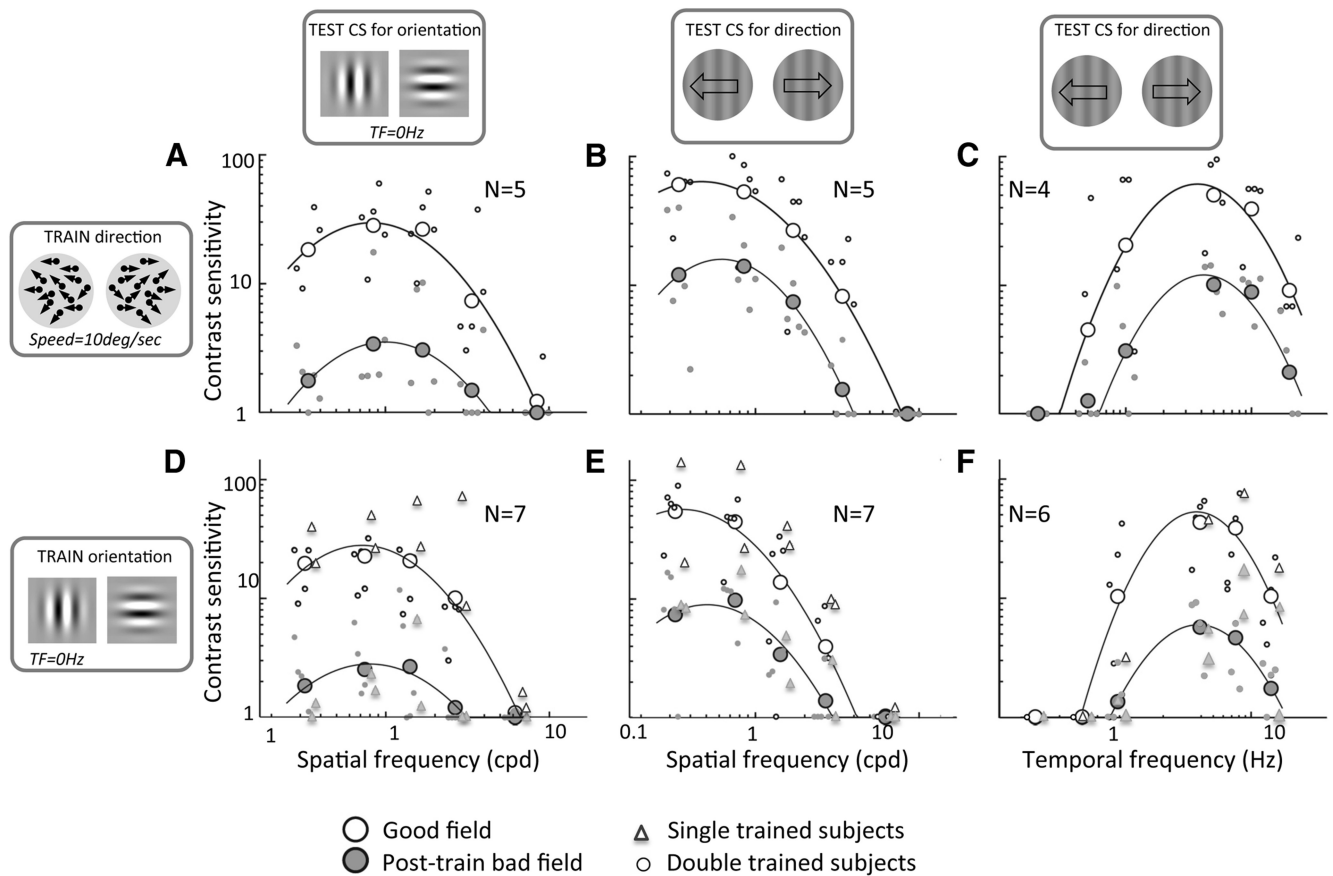 TEST CS for orientation
TF=0Hz
TEST CS for direction
TEST CS for direction
A
B
C
100
10
1
Contrast sensitivity
N=5
N=5
N=4
TRAIN direction
Speed=10deg/sec
D
E
F
100
10
1
Contrast sensitivity
N=7
N=7
N=6
TRAIN orientation
TF=0Hz
1 1 10
0.1 1 10
1 10
Spatial frequency (cpd)
Spatial frequency (cpd)
Temporal frequency (Hz)
Good field
Single trained subjects
Post-train bad field
Double trained subjects